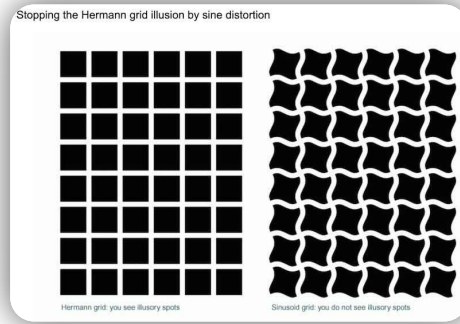 Stopping the Hermann grid illusion by sine distortion
Hermann grid: you see illusory spots
Sinusoid grid: you do not see illusory spots